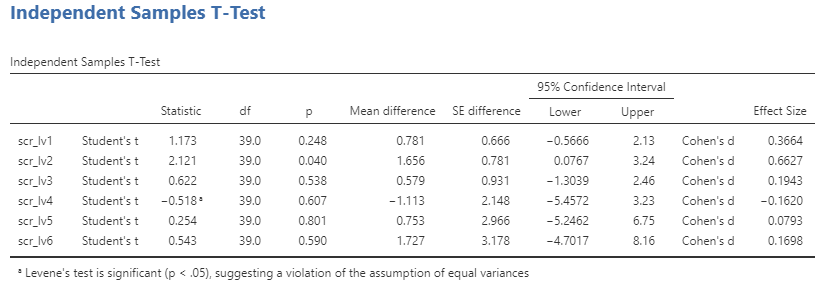 Independent Samples T-Test
Independent Samples T-Test
95% Confidence Interval
Statistic df p Mean difference SE difference Lower Upper Effect Size
scr_lv1 Student's t 1.173 39.0 0.248 0.781 0.666 −0.5666 2.13 Cohen's d 0.3664
scr_lv2 Student's t 2.121 39.0 0.040 1.656 0.781 0.0767 3.24 Cohen's d 0.6627
scr_lv3 Student's t 0.622 39.0 0.538 0.579 0.931 −1.3039 2.46 Cohen's d 0.1943
scr_lv4 Student's t −0.518ᵃ 39.0 0.607 −1.113 2.148 −5.4572 3.23 Cohen's d −0.1620
scr_lv5 Student's t 0.254 39.0 0.801 0.753 2.966 −5.2462 6.75 Cohen's d 0.0793
scr_lv6 Student's t 0.543 39.0 0.590 1.727 3.178 −4.7017 8.16 Cohen's d 0.1698
ᵃ Levene's test is significant (p < .05), suggesting a violation of the assumption of equal variances